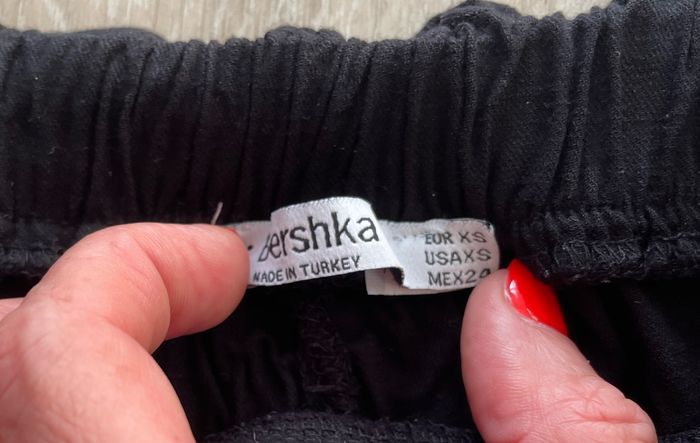 Bershka
MADE IN TURKEY
EUR XS
USA XS
MEX 24